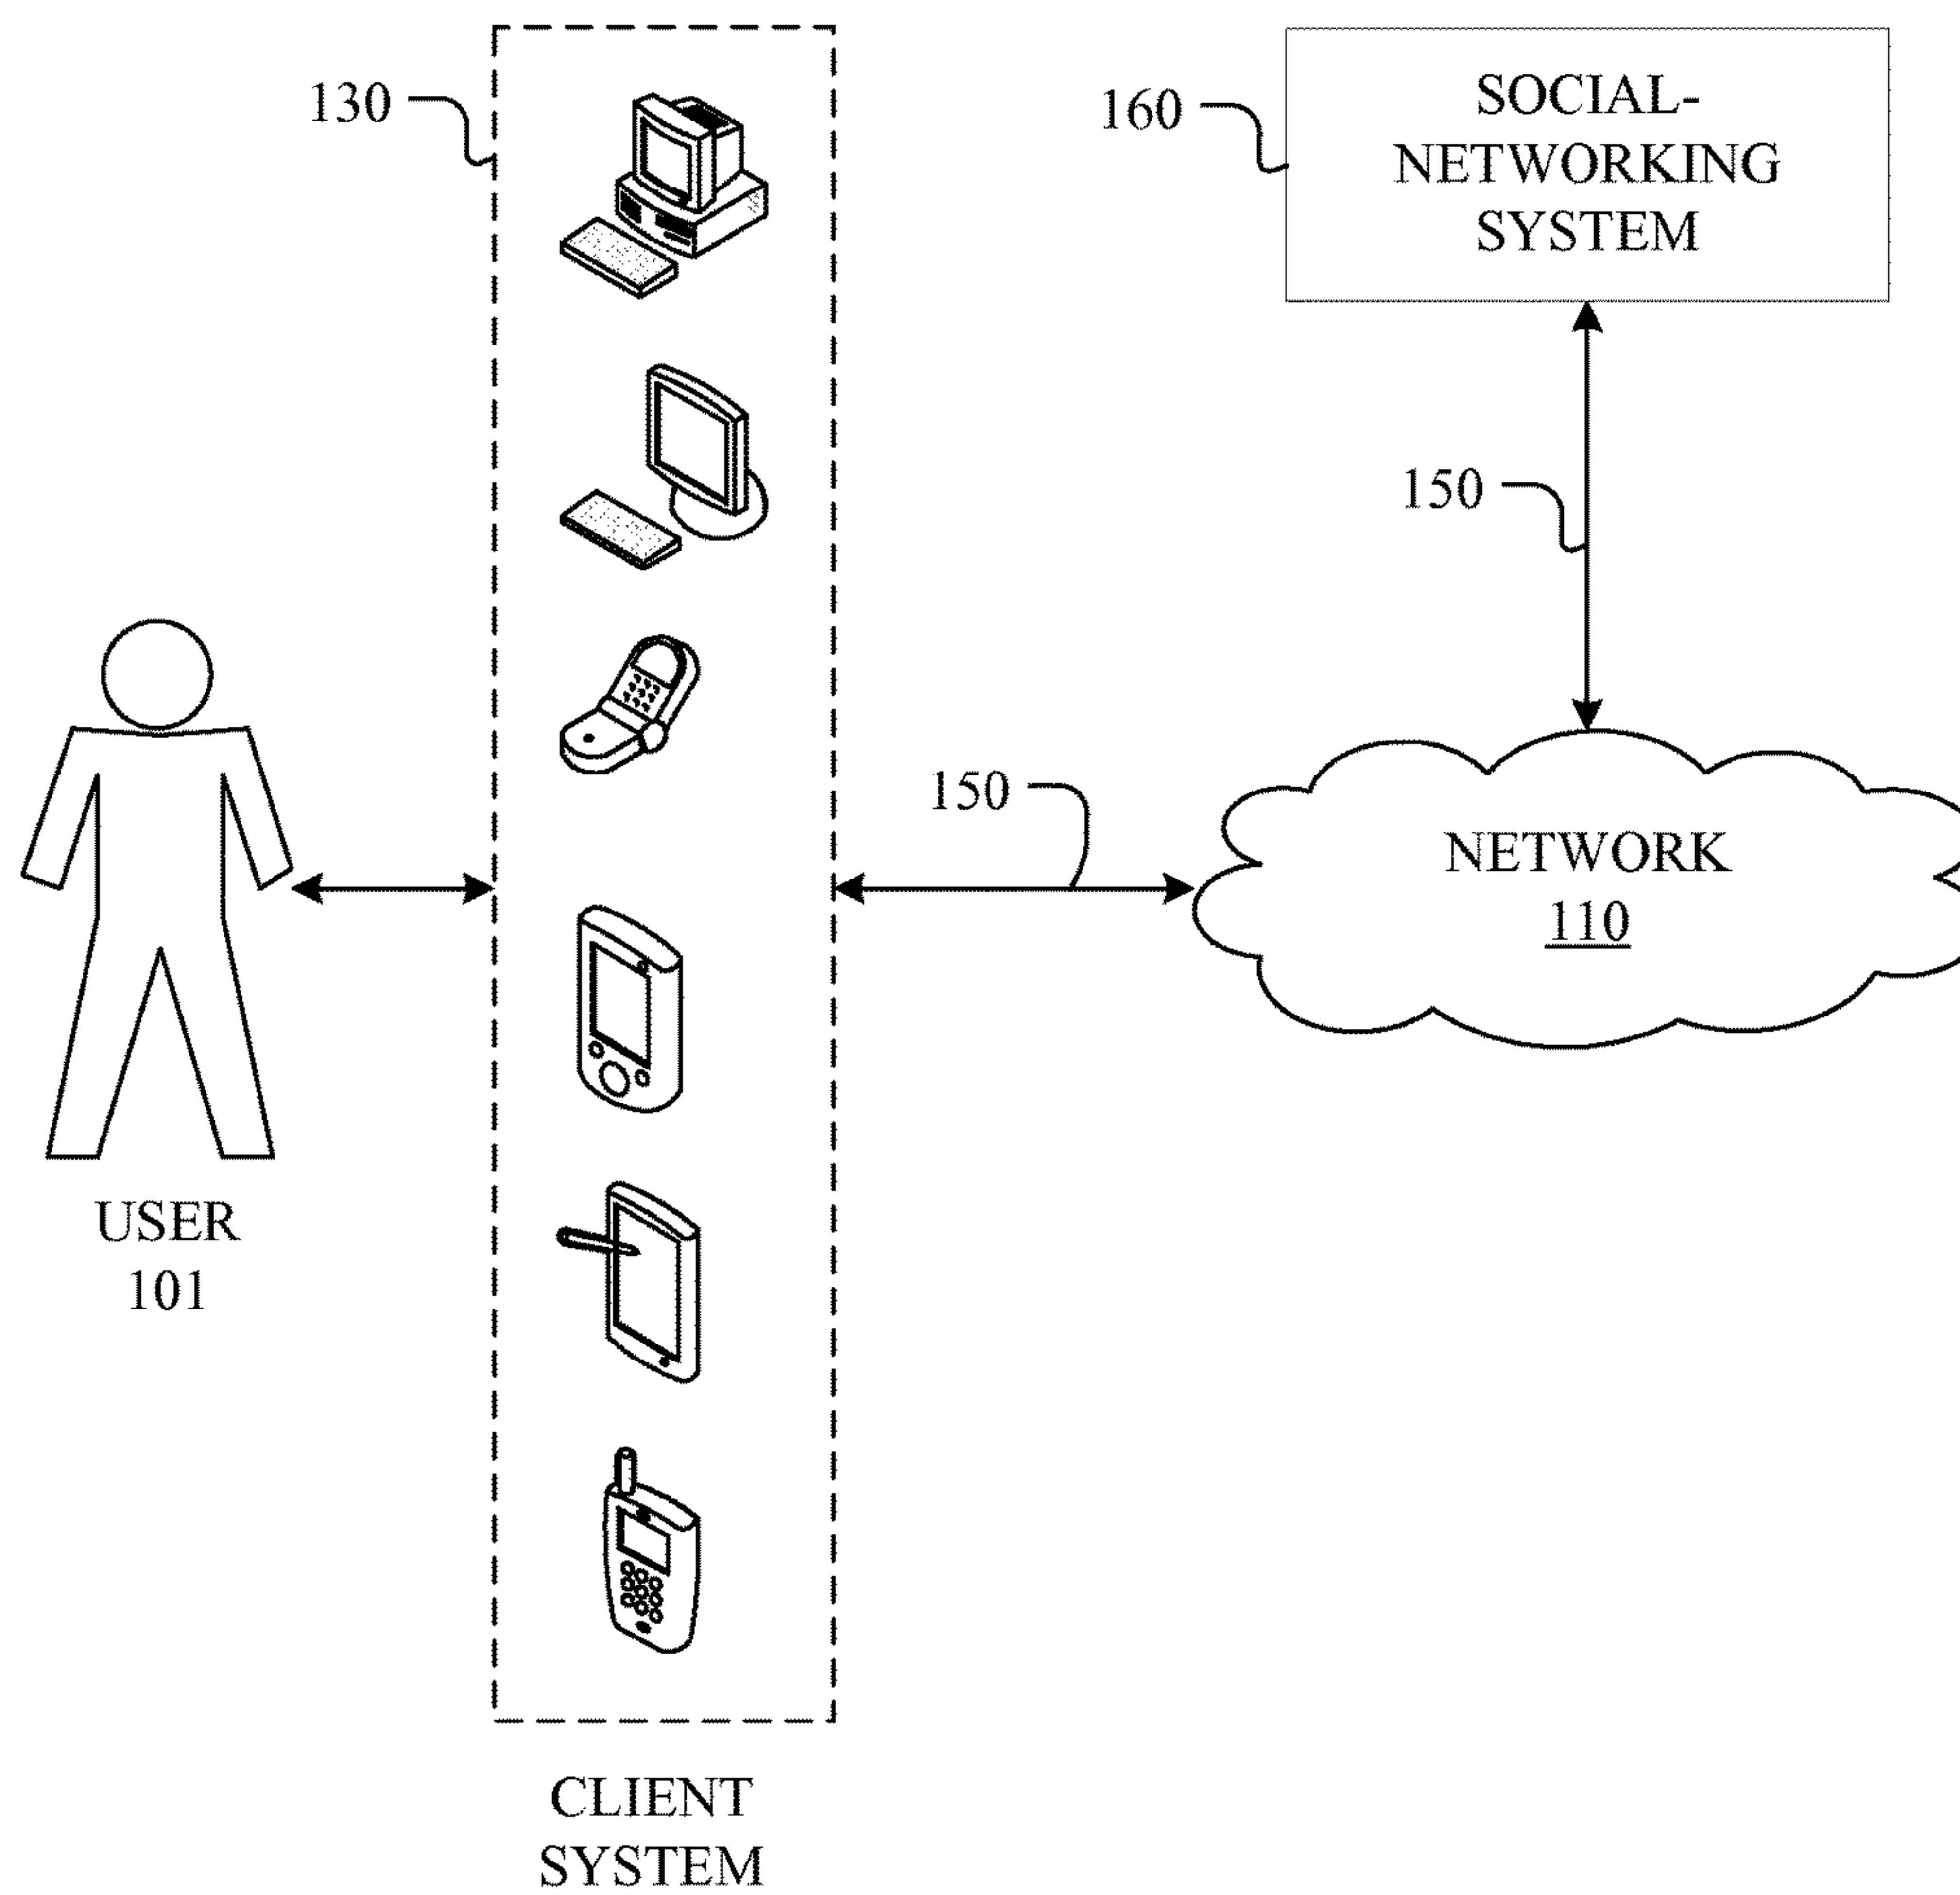 130
160
SOCIAL-
NETWORKING
SYSTEM
150
150
NETWORK
110
USER
101
CLIENT
SYSTEM